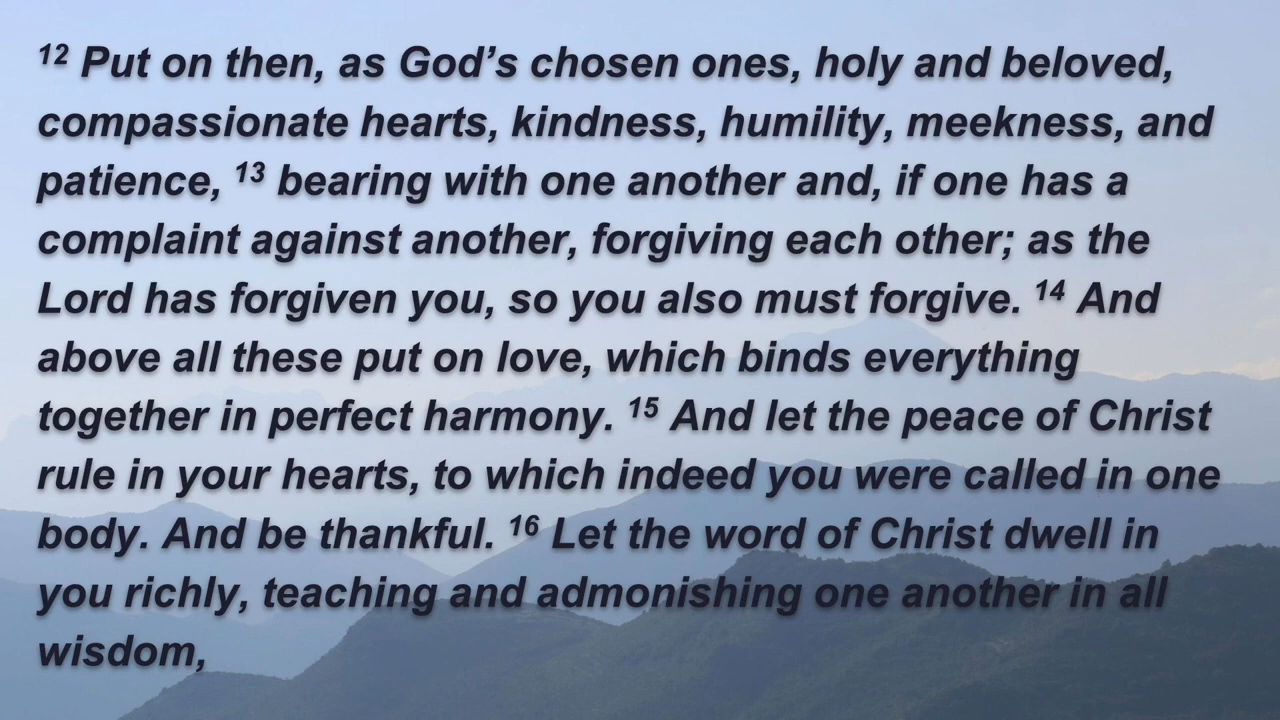 12 Put on then, as God’s chosen ones, holy and beloved,
compassionate hearts, kindness, humility, meekness, and
patience, 13 bearing with one another and, if one has a
complaint against another, forgiving each other; as the
Lord has forgiven you, so you also must forgive. 14 And
above all these put on love, which binds everything
together in perfect harmony. 15 And let the peace of Christ
rule in your hearts, to which indeed you were called in one
body. And be thankful. 16 Let the word of Christ dwell in
you richly, teaching and admonishing one another in all
wisdom,